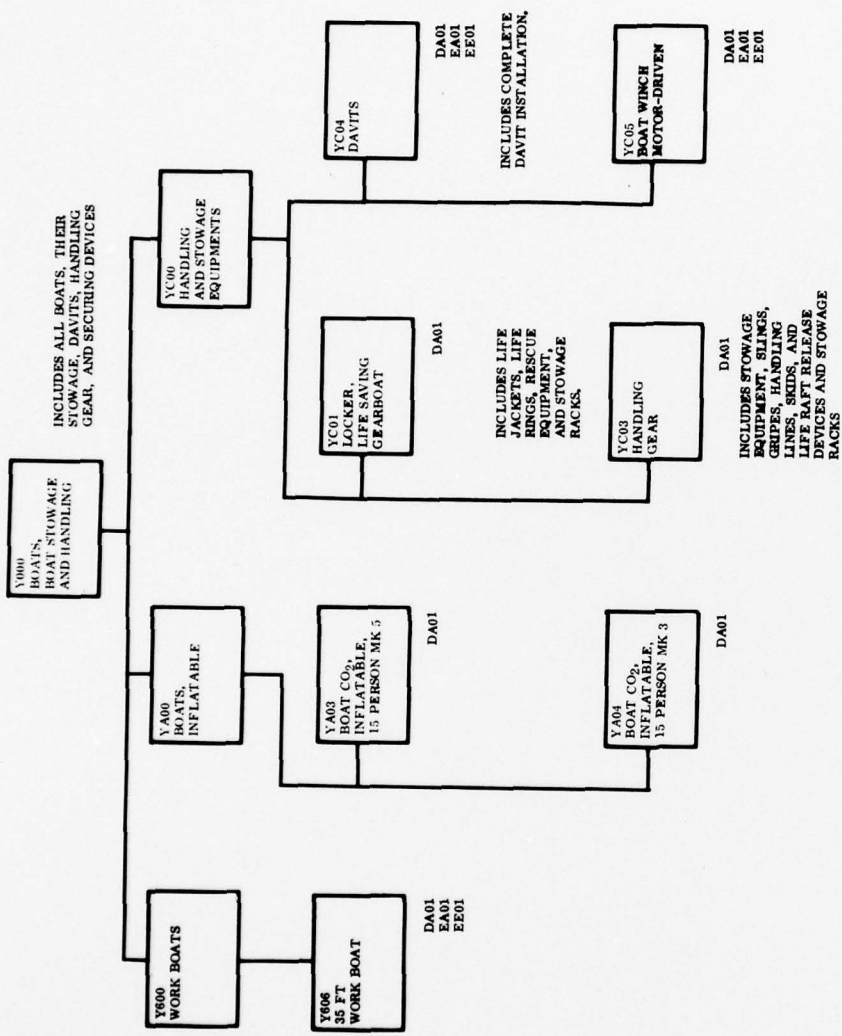 Y000
BOATS,
BOAT STOWAGE
AND HANDLING
INCLUDES ALL BOATS, THEIR
STOWAGE, DAVITS, HANDLING
GEAR, AND SECURING DEVICES
Y600
WORK BOATS
Y606
35 FT
WORK BOAT
DA01
EA01
EE01
YA00
BOATS,
INFLATABLE
YA03
BOAT CO₂,
INFLATABLE,
15 PERSON MK 5
DA01
YA04
BOAT CO₂,
INFLATABLE,
15 PERSON MK 3
DA01
YC00
HANDLING
AND STOWAGE
EQUIPMENTS
YC01
LOCKER,
LIFE SAVING
GEARBOAT
DA01
INCLUDES LIFE
JACKETS, LIFE
RINGS, RESCUE
EQUIPMENT,
AND STOWAGE
RACKS.
YC03
HANDLING
GEAR
DA01
INCLUDES STOWAGE
EQUIPMENT, SLINGS,
GRIPES, HANDLING
LINES, SKIDS, AND
LIFE RAFT RELEASE
DEVICES AND STOWAGE
RACKS
YC04
DAVITS
DA01
EA01
EE01
INCLUDES COMPLETE
DAVIT INSTALLATION.
YC05
BOAT WINCH
MOTOR-DRIVEN
DA01
EA01
EE01